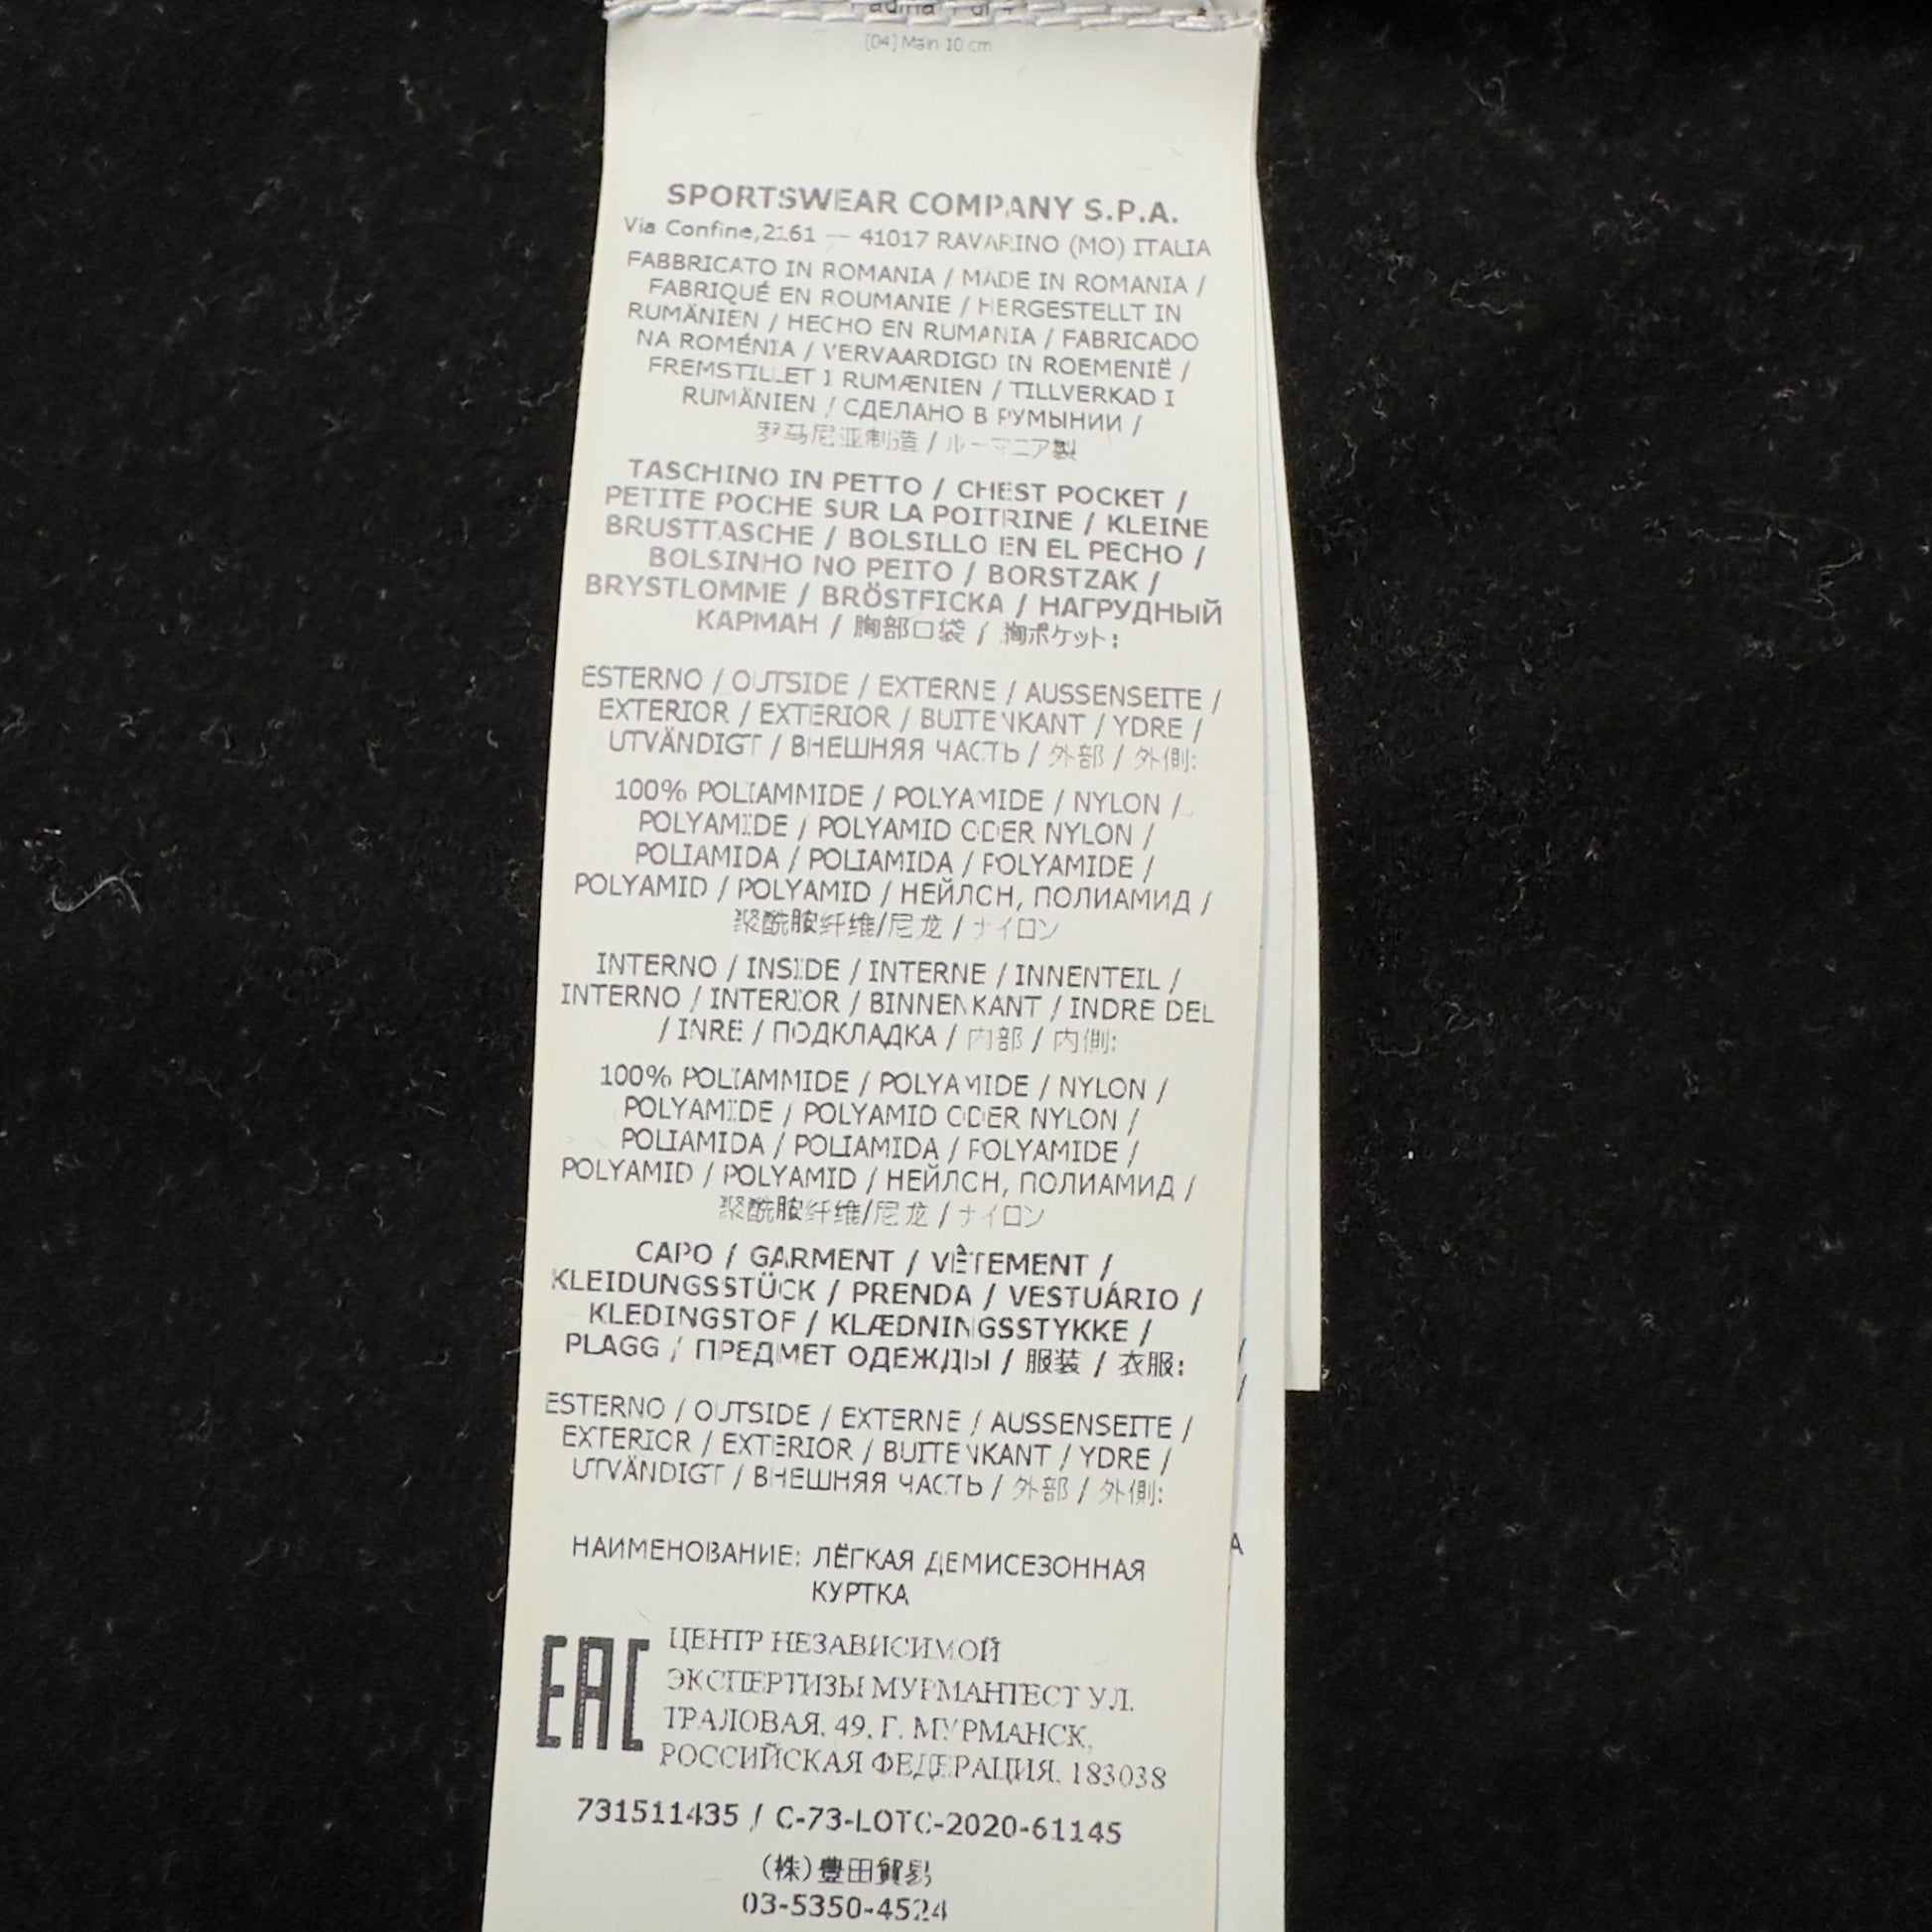 [04] Main 10 cm
SPORTSWEAR COMPANY S.P.A.
Via Confine,2161 — 41017 RAVARINO (MO) ITALIA
FABBRICATO IN ROMANIA / MADE IN ROMANIA /
FABRIQUÉ EN ROUMANIE / HERGESTELLT IN
RUMÄNIEN / HECHO EN RUMANIA / FABRICADO
NA ROMÉNIA / VERVAARDIGD IN ROEMENIË /
FREMSTILLET I RUMÆNIEN / TILLVERKAD I
RUMÄNIEN / СДЕЛАНО В РУМЫНИИ /
罗马尼亚制造 / ルーマニア製
TASCHINO IN PETTO / CHEST POCKET /
PETITE POCHE SUR LA POITRINE / KLEINE
BRUSTTASCHE / BOLSILLO EN EL PECHO /
BOLSINHO NO PEITO / BORSTZAK /
BRYSTLOMME / BRÖSTFICKA / НАГРУДНЫЙ
КАРМАН / 胸部口袋 / 胸ポケット:
ESTERNO / OUTSIDE / EXTERNE / AUSSENSEITE /
EXTERIOR / EXTERIOR / BUITENKANT / YDRE /
UTVÄNDIGT / ВНЕШНЯЯ ЧАСТЬ / 外部 / 外側:
100% POLIAMMIDE / POLYAMIDE / NYLON /
POLYAMIDE / POLYAMID ODER NYLON /
POLIAMIDA / POLIAMIDA / POLYAMIDE /
POLYAMID / POLYAMID / НЕЙЛОН, ПОЛИАМИД /
聚酰胺纤维/尼龙 / ナイロン
INTERNO / INSIDE / INTERNE / INNENTEIL /
INTERNO / INTERIOR / BINNENKANT / INDRE DEL
/ INRE / ПОДКЛАДКА / 内部 / 内側:
100% POLIAMMIDE / POLYAMIDE / NYLON /
POLYAMIDE / POLYAMID ODER NYLON /
POLIAMIDA / POLIAMIDA / POLYAMIDE /
POLYAMID / POLYAMID / НЕЙЛОН, ПОЛИАМИД /
聚酰胺纤维/尼龙 / ナイロン
CAPO / GARMENT / VÊTEMENT /
KLEIDUNGSSTÜCK / PRENDA / VESTUÁRIO /
KLEDINGSTOF / KLÆDNINGSSTYKKE /
PLAGG / ПРЕДМЕТ ОДЕЖДЫ / 服装 / 衣服:
ESTERNO / OUTSIDE / EXTERNE / AUSSENSEITE /
EXTERIOR / EXTERIOR / BUITENKANT / YDRE /
UTVÄNDIGT / ВНЕШНЯЯ ЧАСТЬ / 外部 / 外側:
НАИМЕНОВАНИЕ: ЛЁГКАЯ ДЕМИСЕЗОННАЯ
КУРТКА
EAC
ЦЕНТР НЕЗАВИСИМОЙ
ЭКСПЕРТИЗЫ МУРМАНТЕСТ УЛ.
ТРАЛОВАЯ, 49, Г. МУРМАНСК,
РОССИЙСКАЯ ФЕДЕРАЦИЯ, 183038
731511435 / C-73-LOTC-2020-61145
(株)豊田貿易
03-5350-4524